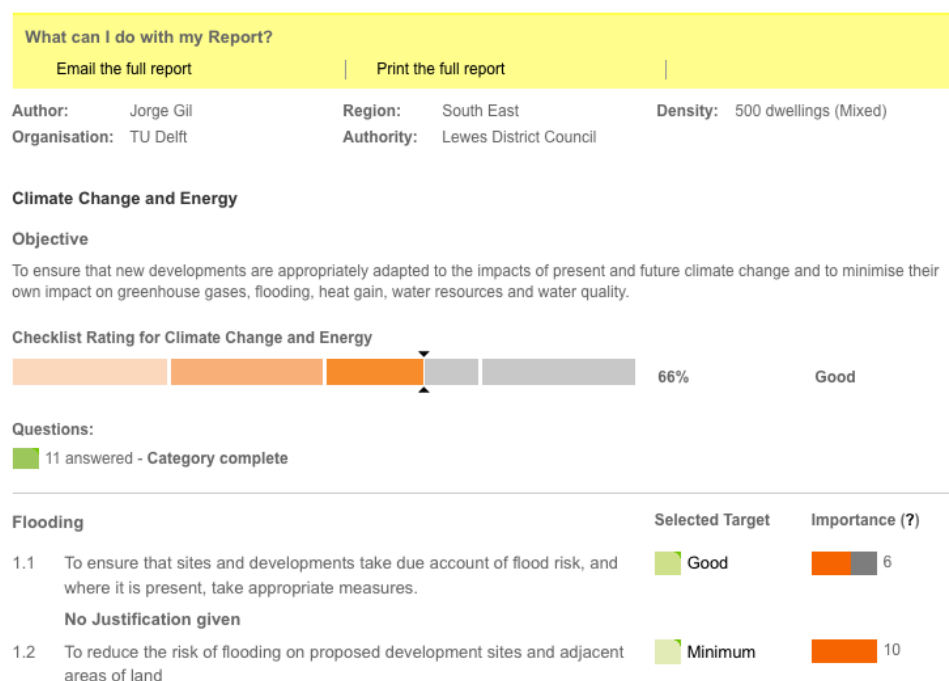 What can I do with my Report?
Email the full report Print the full report
Author: Jorge Gil Region: South East Density: 500 dwellings (Mixed)
Organisation: TU Delft Authority: Lewes District Council
Climate Change and Energy
Objective
To ensure that new developments are appropriately adapted to the impacts of present and future climate change and to minimise their
own impact on greenhouse gases, flooding, heat gain, water resources and water quality.
Checklist Rating for Climate Change and Energy
66% Good
Questions:
11 answered - Category complete
Flooding Selected Target Importance (?)
1.1 To ensure that sites and developments take due account of flood risk, and Good 6
where it is present, take appropriate measures.
No Justification given
1.2 To reduce the risk of flooding on proposed development sites and adjacent Minimum 10
areas of land